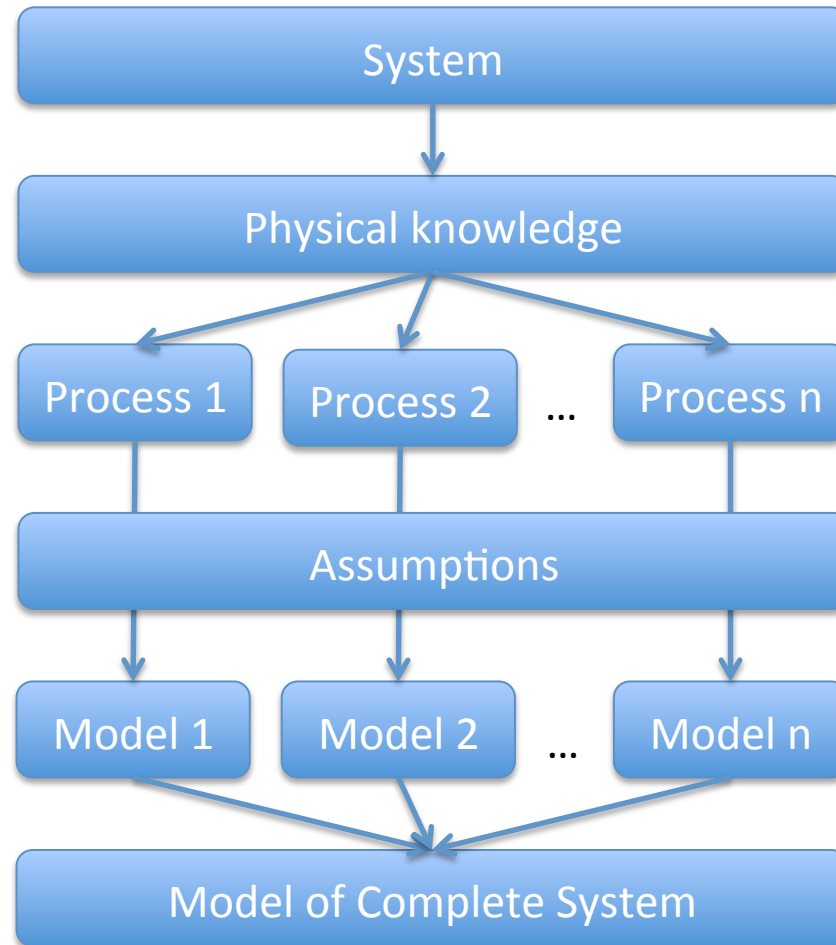 System
Physical knowledge
Process 1
Process 2
...
Process n
Assumptions
Model 1
Model 2
...
Model n
Model of Complete System